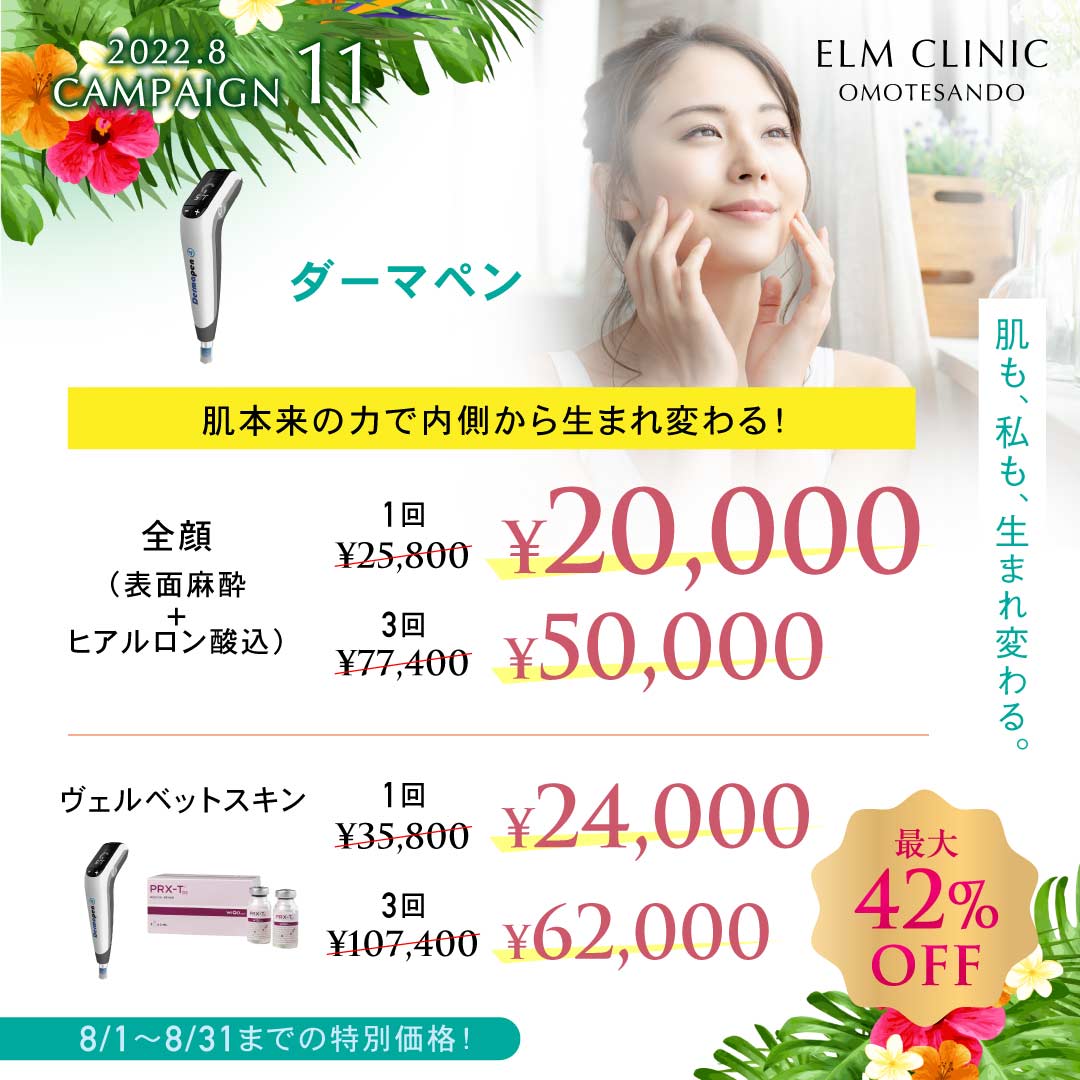 2022.8
CAMPAIGN 11
ELM CLINIC
OMOTESANDO
Dermapen
ダーマペン
肌も、私も、生まれ変わる。
肌本来の力で内側から生まれ変わる!
全顔
（表面麻酔
+
ヒアルロン酸込）
1回
¥25,800
¥20,000
3回
¥77,400
¥50,000
ヴェルベットスキン
Dermapen
PRX-T
PRX-T
PRX-T
1回
¥35,800
¥24,000
3回
¥107,400
¥62,000
最大
42%
OFF
8/1〜8/31までの特別価格!